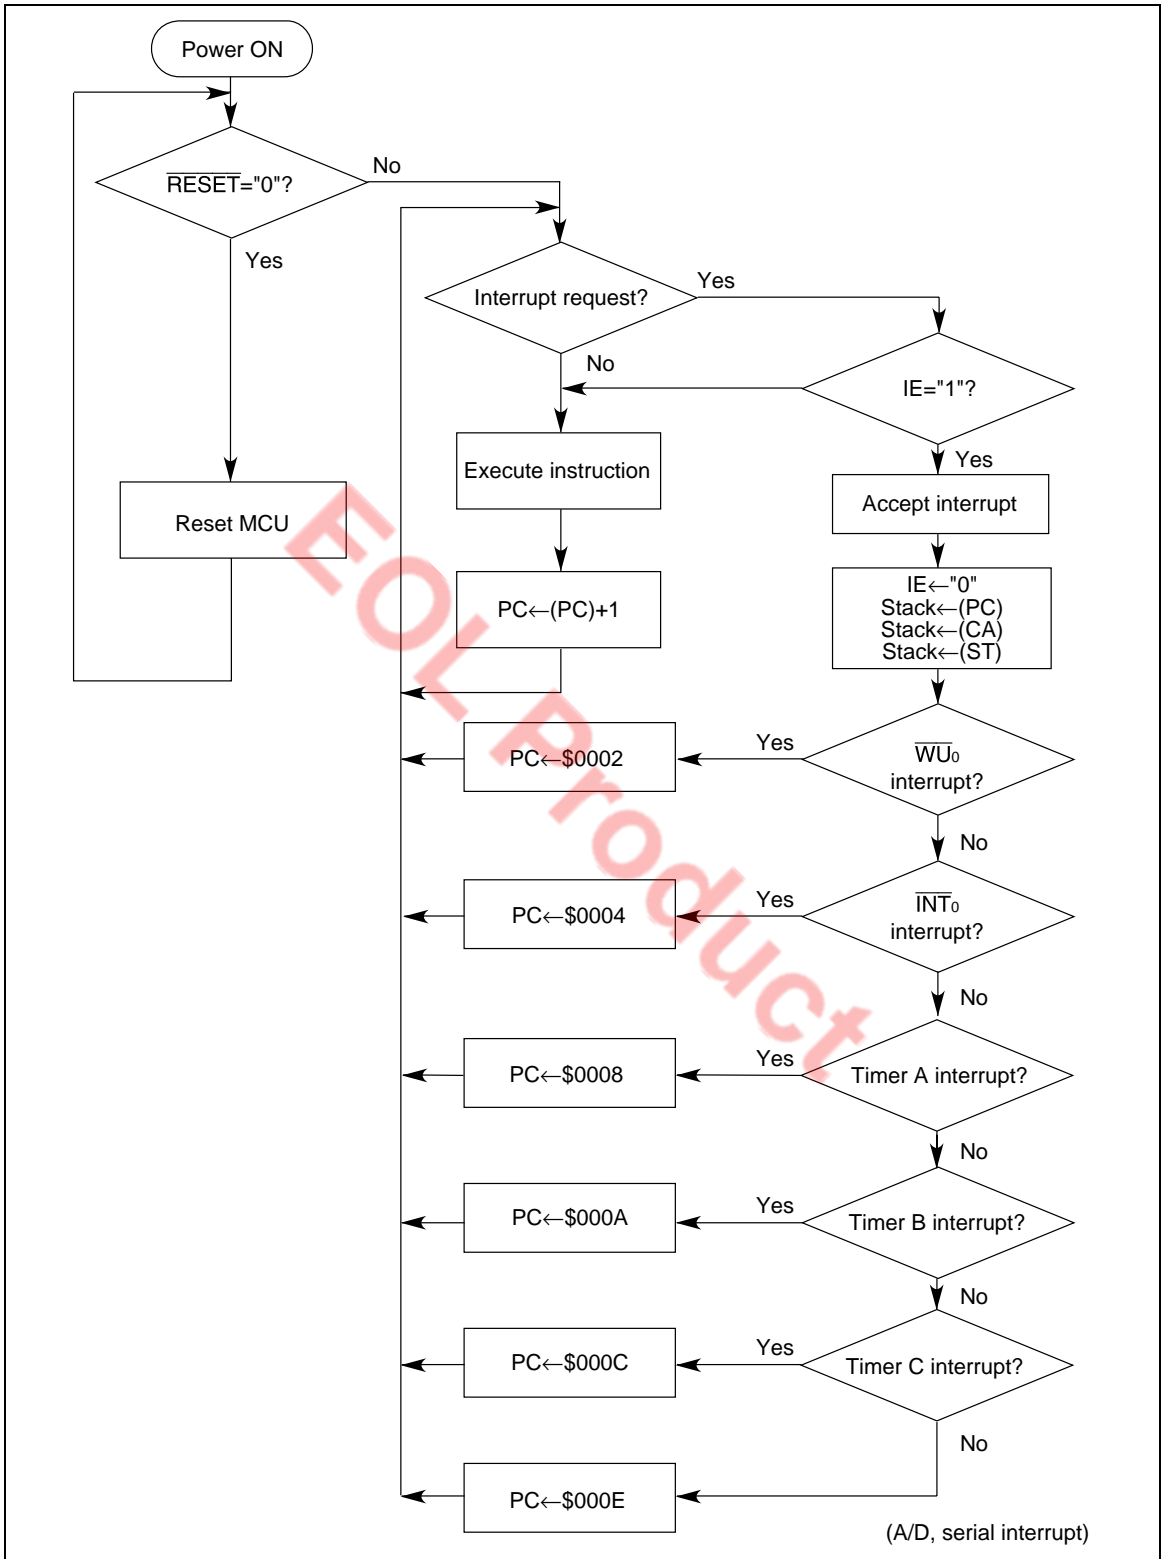 Power ON
RESET="0"?
No
Yes
Interrupt request?
Yes
No
IE="1"?
Execute instruction
Yes
Reset MCU
Accept interrupt
PC←(PC)+1
IE←"0"
Stack←(PC)
Stack←(CA)
Stack←(ST)
PC←$0002
Yes
WU0
interrupt?
No
PC←$0004
Yes
INT0
interrupt?
No
PC←$0008
Yes
Timer A interrupt?
No
PC←$000A
Yes
Timer B interrupt?
No
PC←$000C
Yes
Timer C interrupt?
No
PC←$000E
(A/D, serial interrupt)
EOL Product